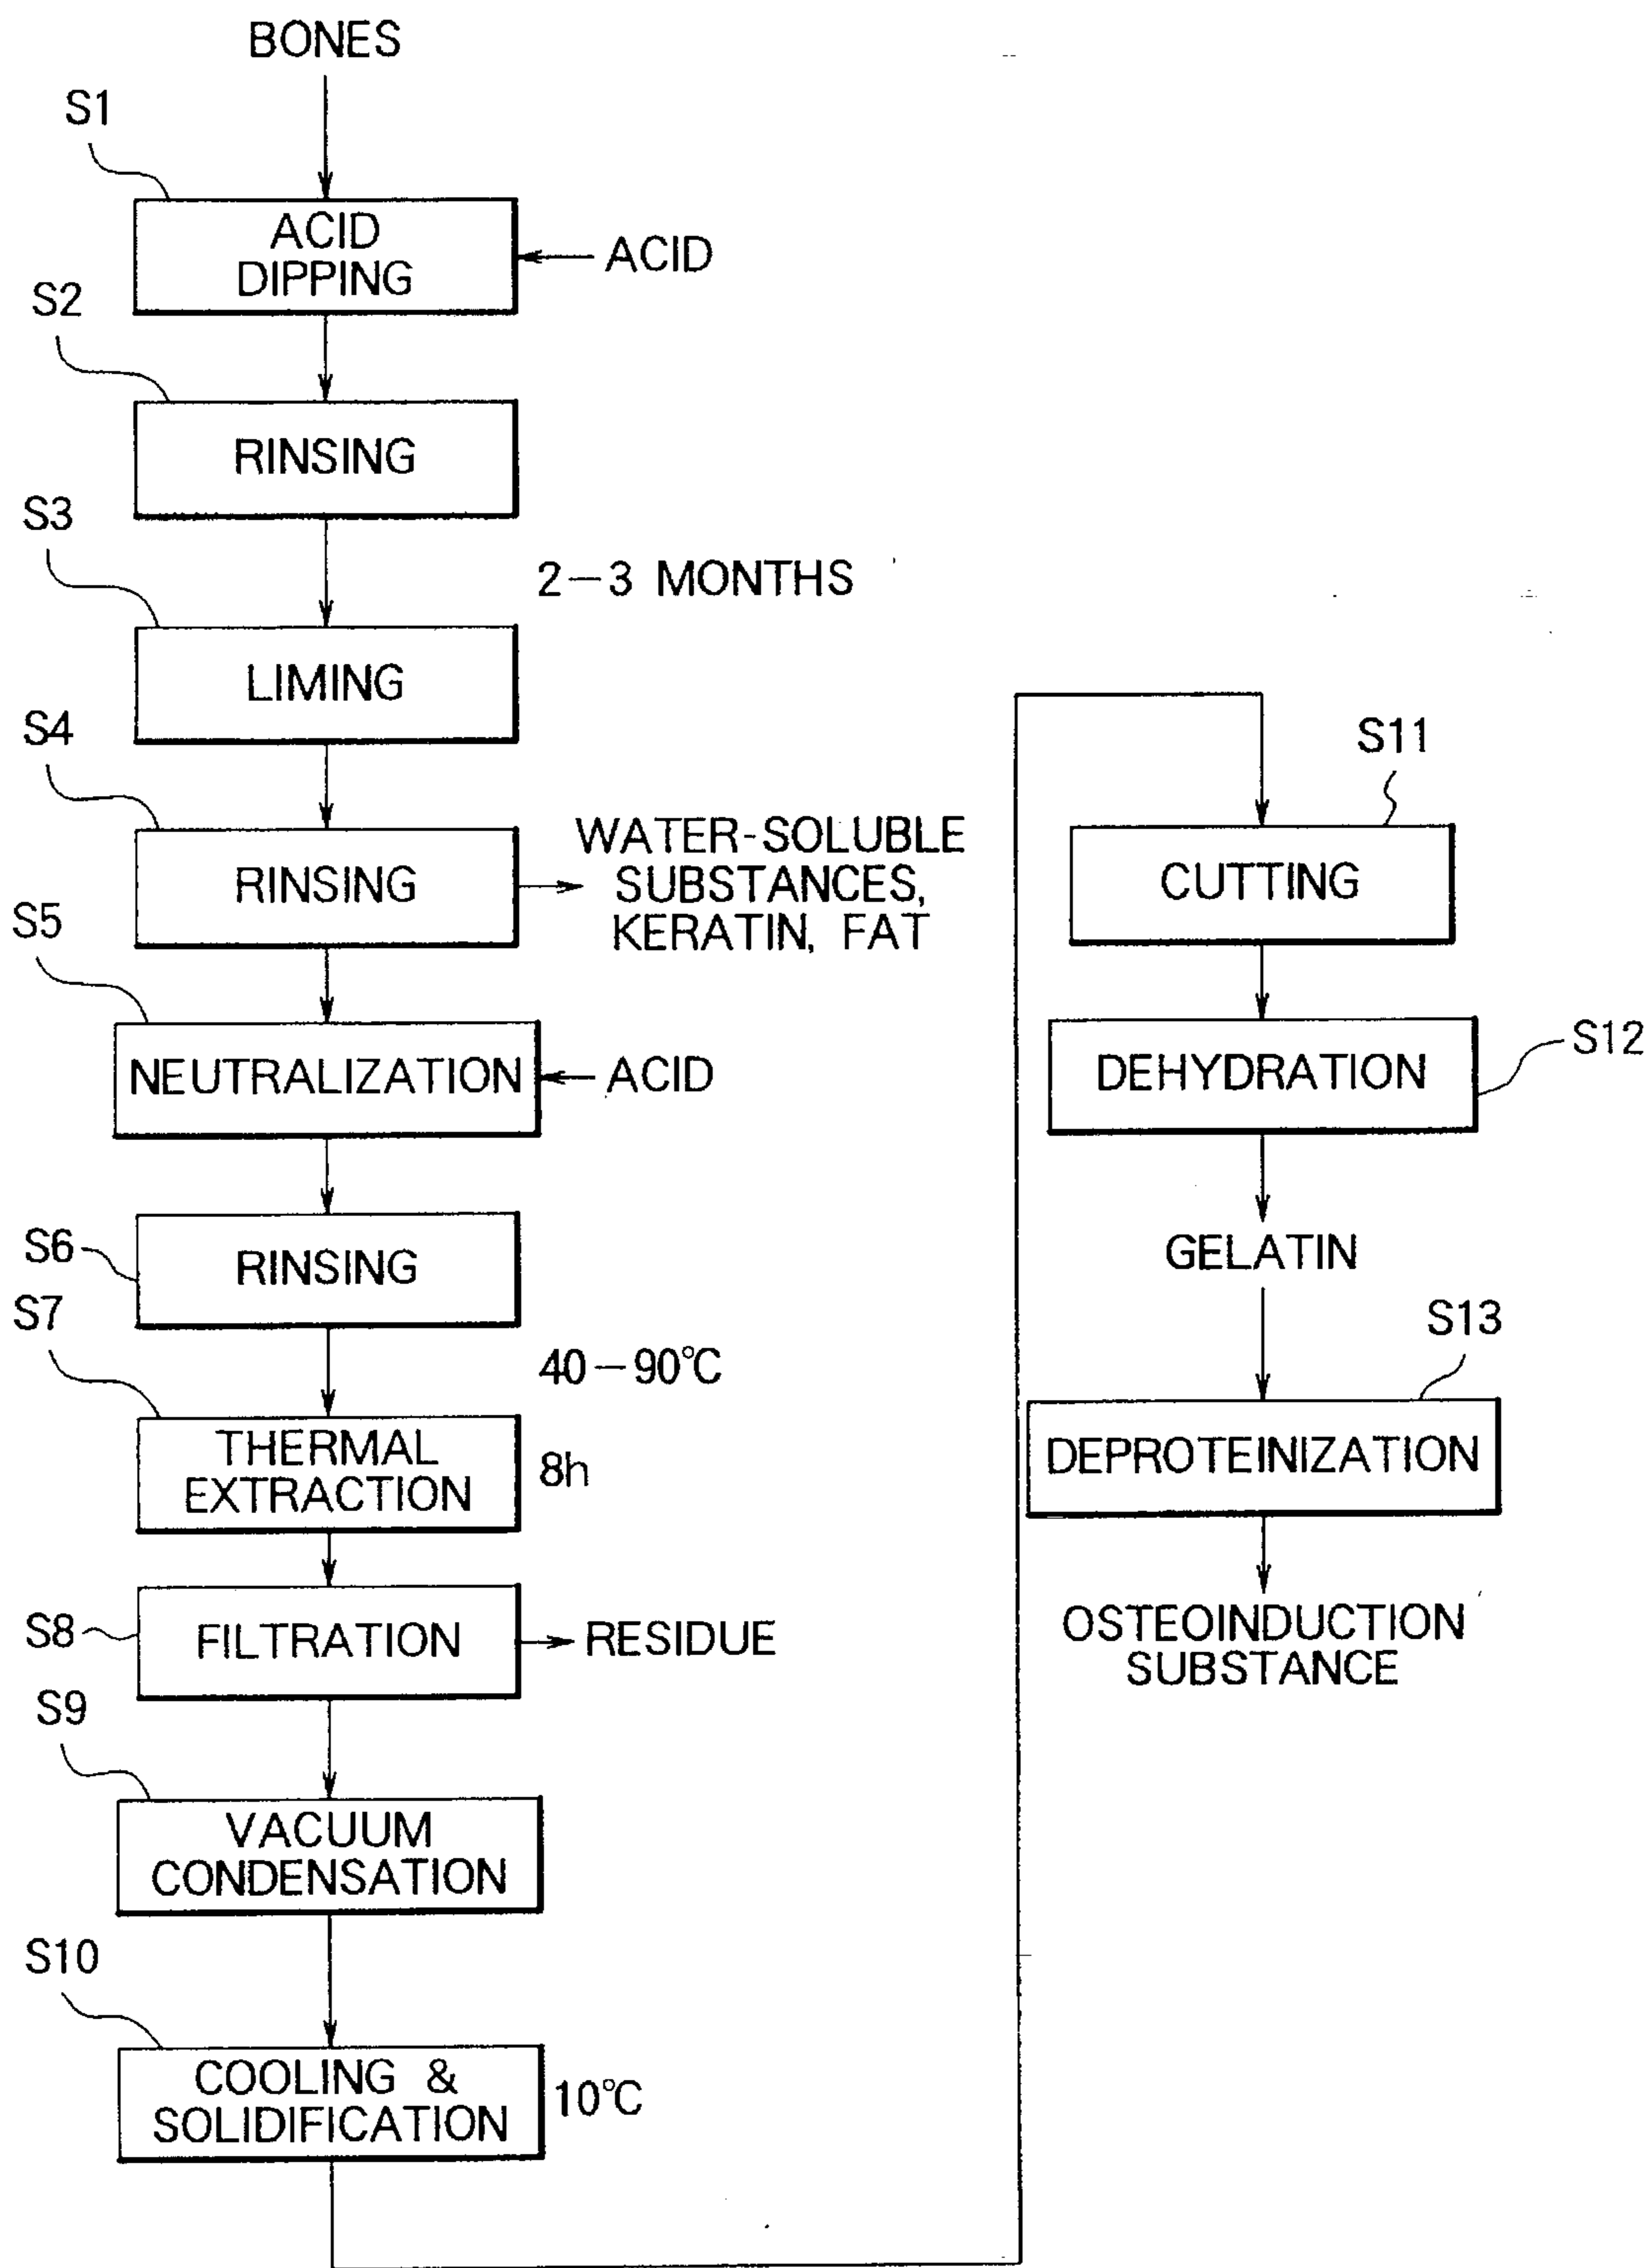 BONES
S1
ACID
DIPPING
ACID
S2
RINSING
S3
2-3 MONTHS
LIMING
S4
RINSING
WATER-SOLUBLE
SUBSTANCES,
KERATIN, FAT
S5
NEUTRALIZATION
ACID
S6
RINSING
S7
40-90°C
THERMAL
EXTRACTION
8h
S8
FILTRATION
RESIDUE
S9
VACUUM
CONDENSATION
S10
COOLING &
SOLIDIFICATION
10°C
S11
CUTTING
DEHYDRATION
S12
GELATIN
S13
DEPROTEINIZATION
OSTEOINDUCTION
SUBSTANCE